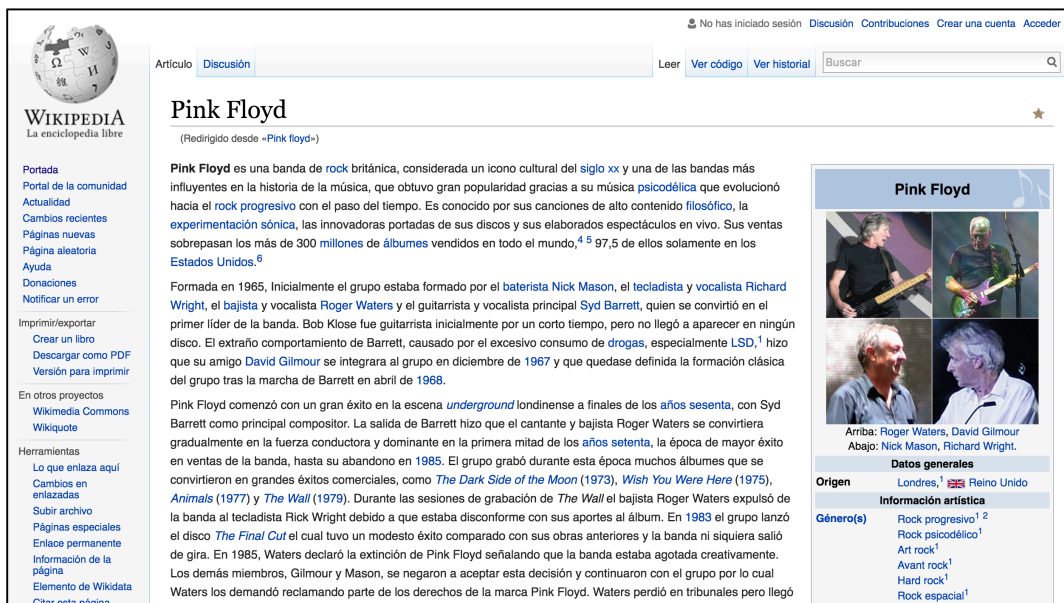 No ha iniciado sesión Discusión Contribuciones Crear una cuenta Acceder
WIKIPEDIA
La enciclopedia libre
Artículo Discusión
Leer Ver código Ver historial
Buscar
Pink Floyd
(Redirigido desde «Pink floyd»)
Portada
Portal de la comunidad
Actualidad
Cambios recientes
Páginas nuevas
Página aleatoria
Ayuda
Donaciones
Notificar un error
Imprimir/exportar
Crear un libro
Descargar como PDF
Versión para imprimir
En otros proyectos
Wikimedia Commons
Wikiquote
Herramientas
Lo que enlaza aquí
Cambios en
enlazadas
Subir archivo
Páginas especiales
Enlace permanente
Información de la
página
Elemento de Wikidata
Citar esta página
Pink Floyd es una banda de rock británica, considerada un icono cultural del siglo XX y una de las bandas más
influyentes en la historia de la música, que obtuvo gran popularidad gracias a su música psicodélica que evolucionó
hacia el rock progresivo con el paso del tiempo. Es conocido por sus canciones de alto contenido filosófico, la
experimentación sónica, las innovadoras portadas de sus discos y sus elaborados espectáculos en vivo. Sus ventas
sobrepasan los más de 300 millones de álbumes vendidos en todo el mundo,4 5 97,5 de ellos solamente en los
Estados Unidos.6
Formada en 1965, Inicialmente el grupo estaba formado por el baterista Nick Mason, el tecladista y vocalista Richard
Wright, el bajista y vocalista Roger Waters y el guitarrista y vocalista principal Syd Barrett, quien se convirtió en el
primer líder de la banda. Bob Klose fue guitarrista inicialmente por un corto tiempo, pero no llegó a aparecer en ningún
disco. El extraño comportamiento de Barrett, causado por el excesivo consumo de drogas, especialmente LSD,1 hizo
que su amigo David Gilmour se integrara al grupo en diciembre de 1967 y que quedase definida la formación clásica
del grupo tras la marcha de Barrett en abril de 1968.
Pink Floyd comenzó con un gran éxito en la escena underground londinense a finales de los años sesenta, con Syd
Barrett como principal compositor. La salida de Barrett hizo que el cantante y bajista Roger Waters se convirtiera
gradualmente en la fuerza conductora y dominante en la primera mitad de los años setenta, la época de mayor éxito
en ventas de la banda, hasta su abandono en 1985. El grupo grabó durante esta época muchos álbumes que se
convirtieron en grandes éxitos comerciales, como The Dark Side of the Moon (1973), Wish You Were Here (1975),
Animals (1977) y The Wall (1979). Durante las sesiones de grabación de The Wall el bajista Roger Waters expulsó de
la banda al tecladista Rick Wright debido a que estaba disconforme con sus aportes al álbum. En 1983 el grupo lanzó
el disco The Final Cut el cual tuvo un modesto éxito comparado con sus obras anteriores y la banda ni siquiera salió
de gira. En 1985, Waters declaró la extinción de Pink Floyd señalando que la banda estaba agotada creativamente.
Los demás miembros, Gilmour y Mason, se negaron a aceptar esta decisión y continuaron con el grupo por lo cual
Waters los demandó reclamando parte de los derechos de la marca Pink Floyd. Waters perdió en tribunales pero llegó
Pink Floyd
Arriba: Roger Waters, David Gilmour
Abajo: Nick Mason, Richard Wright.
Datos generales
Origen Londres,1 Reino Unido
Información artística
Género(s) Rock progresivo1 2
Rock psicodélico1
Art rock1
Avant rock1
Hard rock1
Rock espacial1